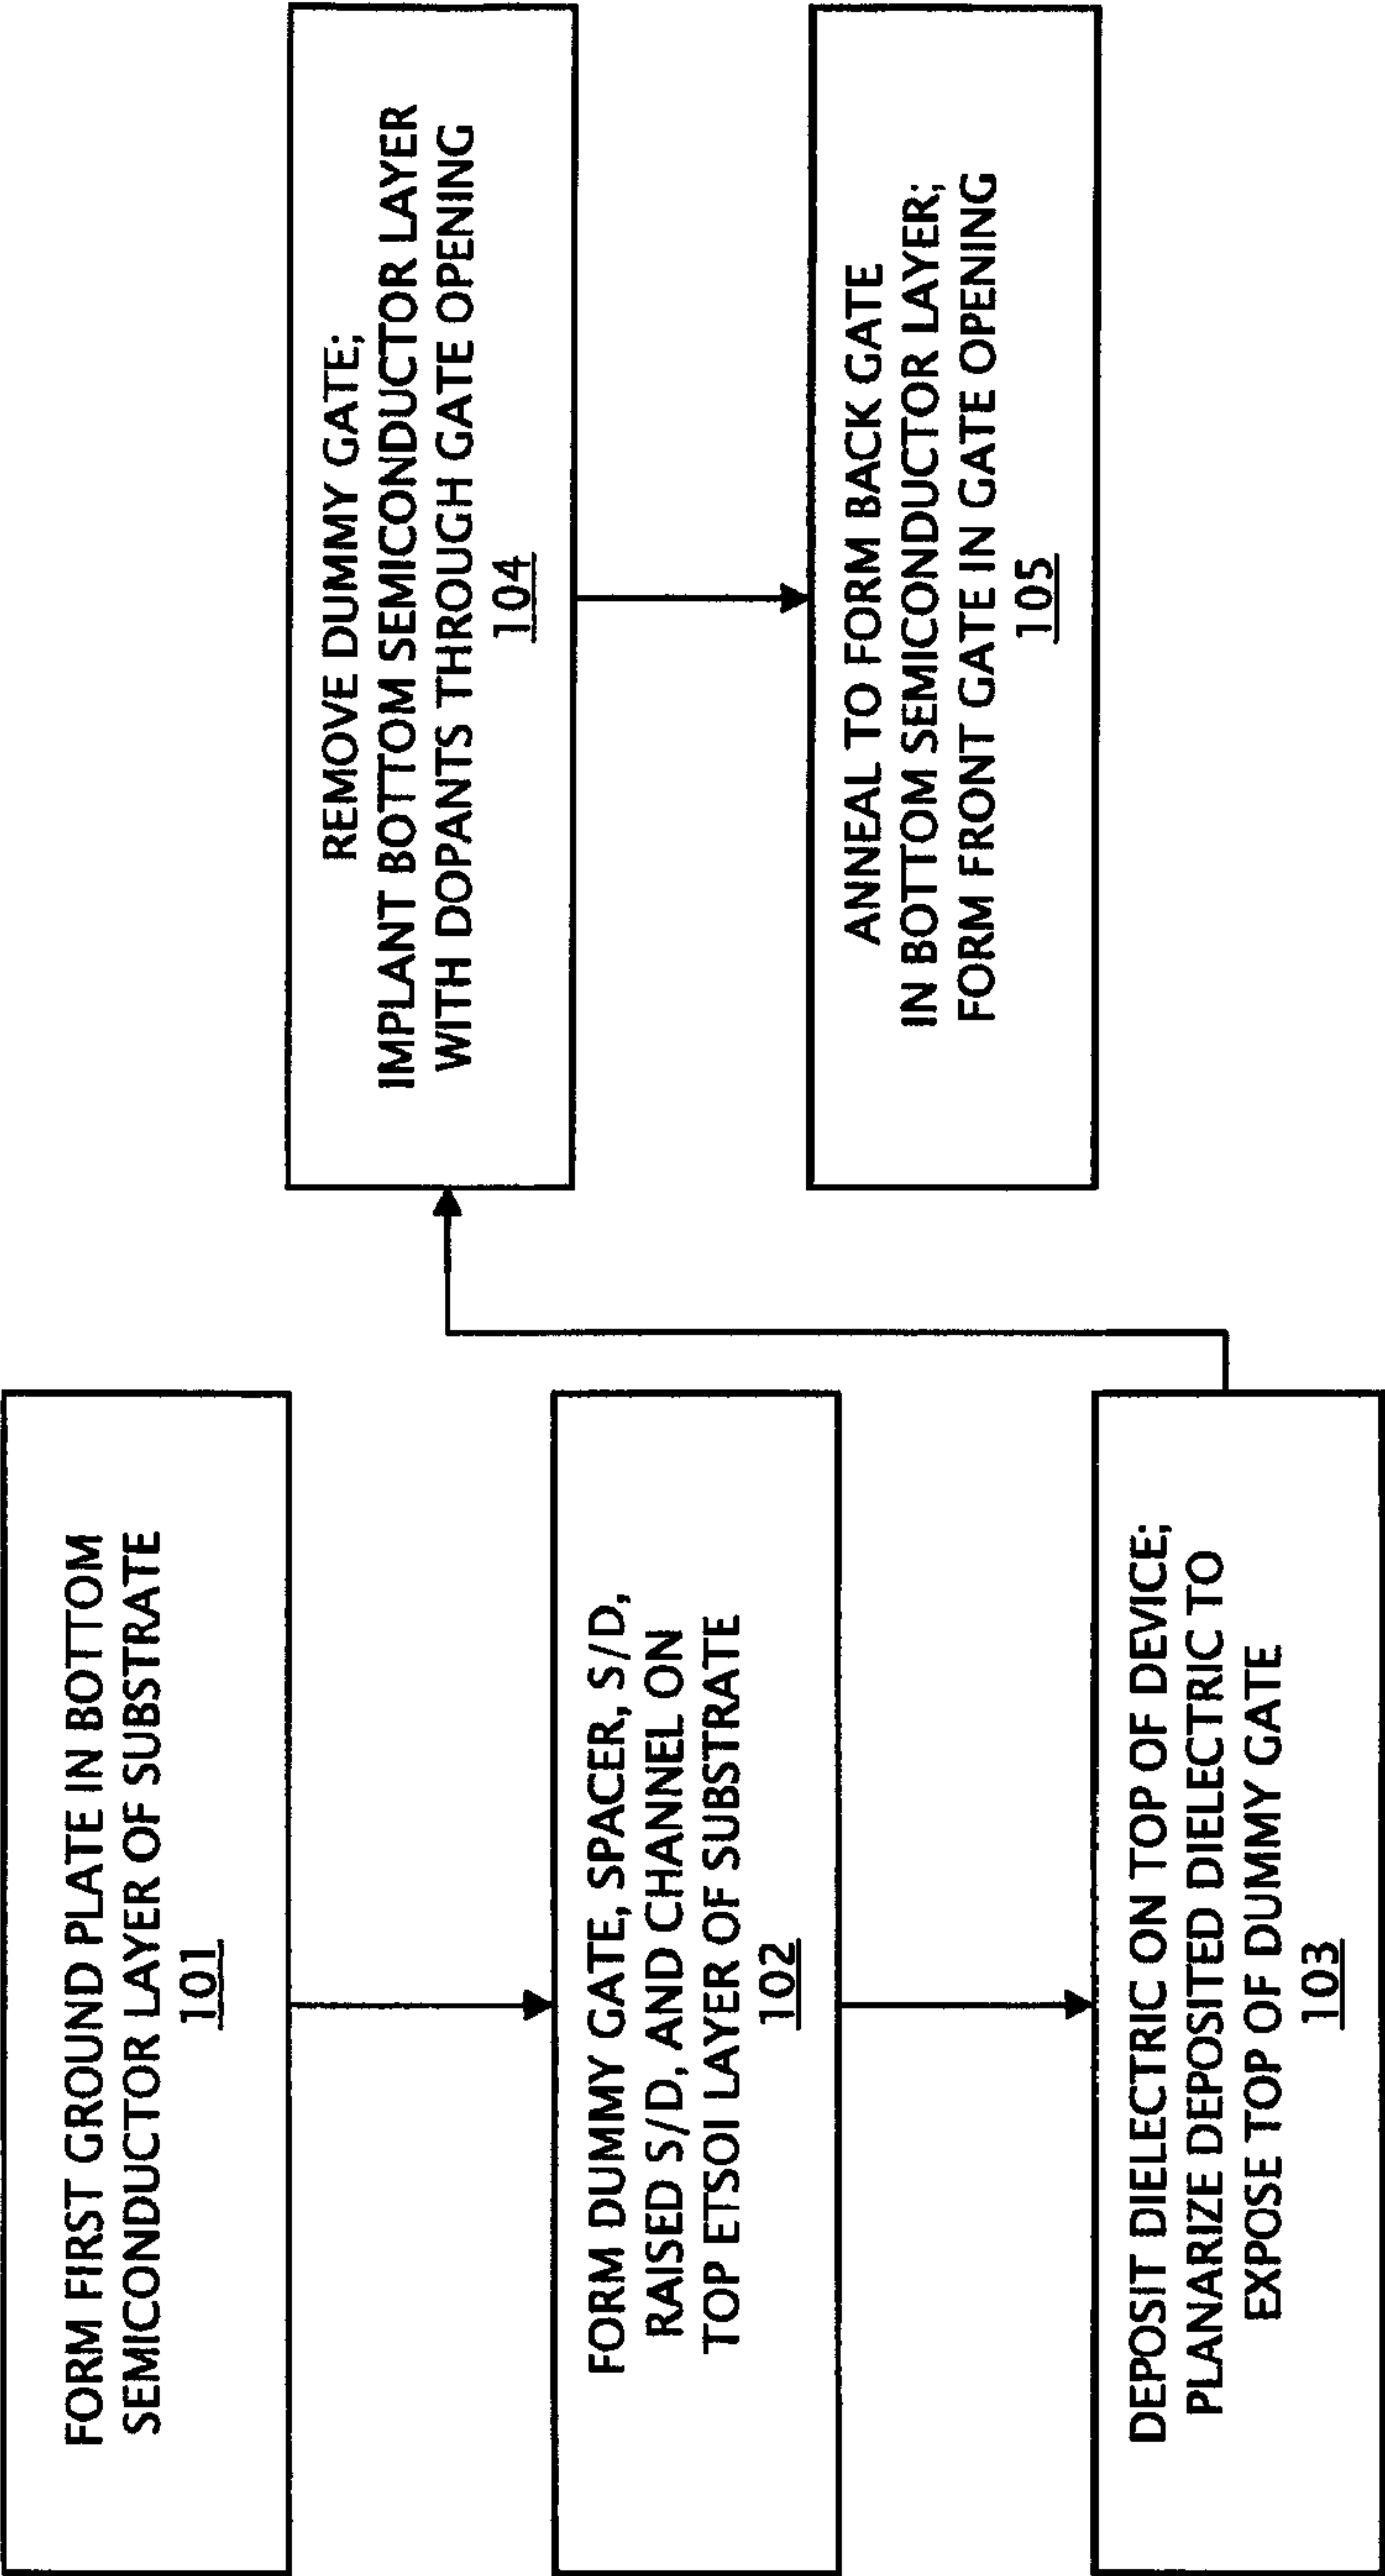 FORM FIRST GROUND PLATE IN BOTTOM
SEMICONDUCTOR LAYER OF SUBSTRATE
101
FORM DUMMY GATE, SPACER, S/D,
RAISED S/D, AND CHANNEL ON
TOP ETSOI LAYER OF SUBSTRATE
102
DEPOSIT DIELECTRIC ON TOP OF DEVICE;
PLANARIZE DEPOSITED DIELECTRIC TO
EXPOSE TOP OF DUMMY GATE
103
REMOVE DUMMY GATE;
IMPLANT BOTTOM SEMICONDUCTOR LAYER
WITH DOPANTS THROUGH GATE OPENING
104
ANNEAL TO FORM BACK GATE
IN BOTTOM SEMICONDUCTOR LAYER;
FORM FRONT GATE IN GATE OPENING
105